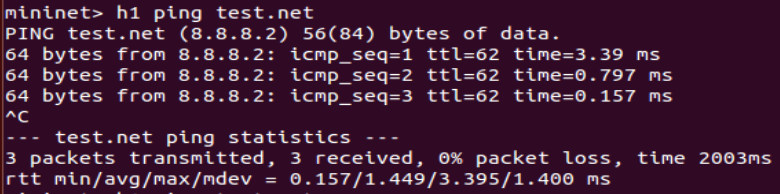 mininet> h1 ping test.net
PING test.net (8.8.8.2) 56(84) bytes of data.
64 bytes from 8.8.8.2: icmp_seq=1 ttl=62 time=3.39 ms
64 bytes from 8.8.8.2: icmp_seq=2 ttl=62 time=0.797 ms
64 bytes from 8.8.8.2: icmp_seq=3 ttl=62 time=0.157 ms
^C
--- test.net ping statistics ---
3 packets transmitted, 3 received, 0% packet loss, time 2003ms
rtt min/avg/max/mdev = 0.157/1.449/3.395/1.400 ms